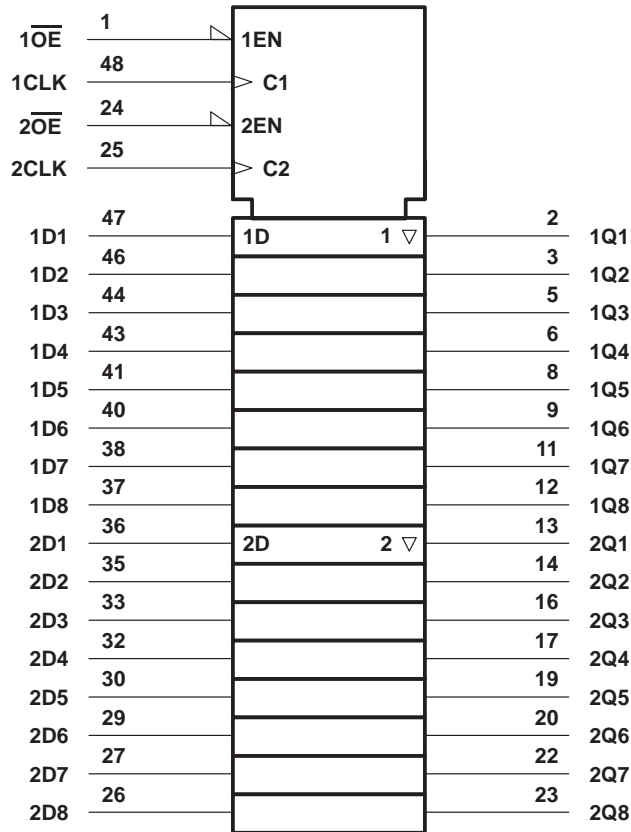 1O̅E̅ 1 1EN
1CLK 48 C1
2O̅E̅ 24 2EN
2CLK 25 C2
1D1 47 1D 1 ▽ 2 1Q1
1D2 46 3 1Q2
1D3 44 5 1Q3
1D4 43 6 1Q4
1D5 41 8 1Q5
1D6 40 9 1Q6
1D7 38 11 1Q7
1D8 37 12 1Q8
2D1 36 2D 2 ▽ 13 2Q1
2D2 35 14 2Q2
2D3 33 16 2Q3
2D4 32 17 2Q4
2D5 30 19 2Q5
2D6 29 20 2Q6
2D7 27 22 2Q7
2D8 26 23 2Q8